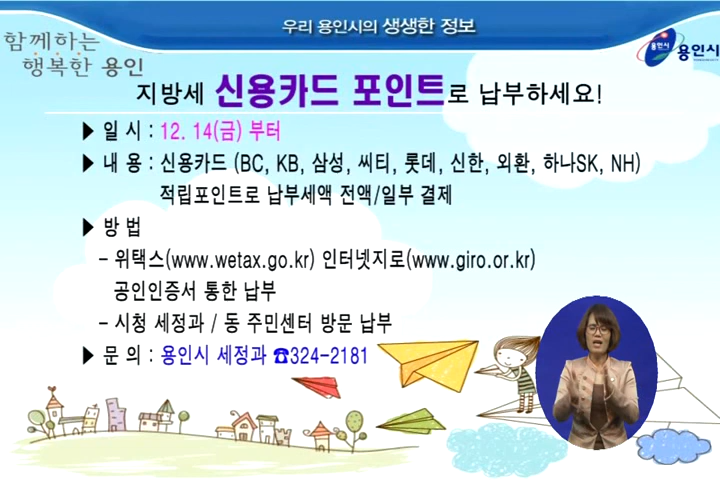 우리 용인시의 생생한 정보
함께하는
행복한 용인
용인시
용인시
지방세 신용카드 포인트로 납부하세요!
▶ 일 시 : 12. 14(금) 부터
▶ 내 용 : 신용카드 (BC, KB, 삼성, 씨티, 롯데, 신한, 외환, 하나SK, NH)
적립포인트로 납부세액 전액/일부 결제
▶ 방 법
- 위택스(www.wetax.go.kr) 인터넷지로(www.giro.or.kr)
공인인증서 통한 납부
- 시청 세정과 / 동 주민센터 방문 납부
▶ 문 의 : 용인시 세정과 ☎324-2181